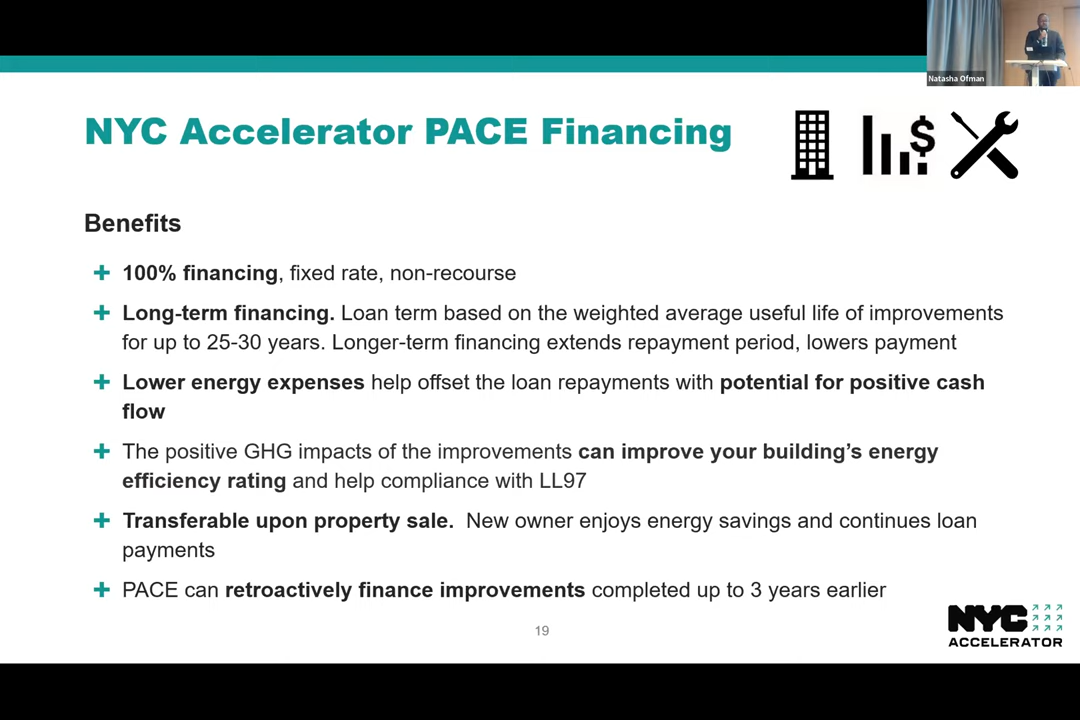 Natasha Ofman
NYC Accelerator PACE Financing
$
Benefits
100% financing, fixed rate, non-recourse
Long-term financing. Loan term based on the weighted average useful life of improvements
for up to 25-30 years. Longer-term financing extends repayment period, lowers payment
Lower energy expenses help offset the loan repayments with potential for positive cash
flow
The positive GHG impacts of the improvements can improve your building’s energy
efficiency rating and help compliance with LL97
Transferable upon property sale. New owner enjoys energy savings and continues loan
payments
PACE can retroactively finance improvements completed up to 3 years earlier
19
NYC
ACCELERATOR